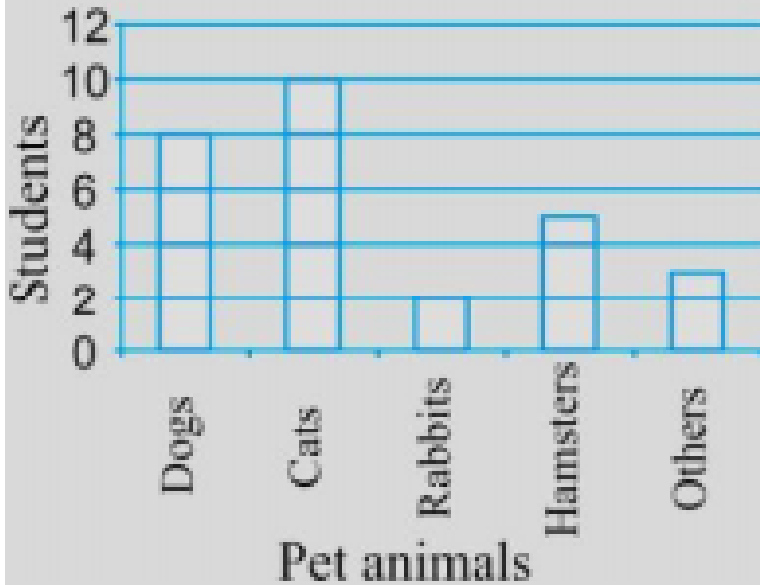 12
10
8
6
4
2
0
Students
Dogs
Cats
Rabbits
Hamsters
Others
Pet animals